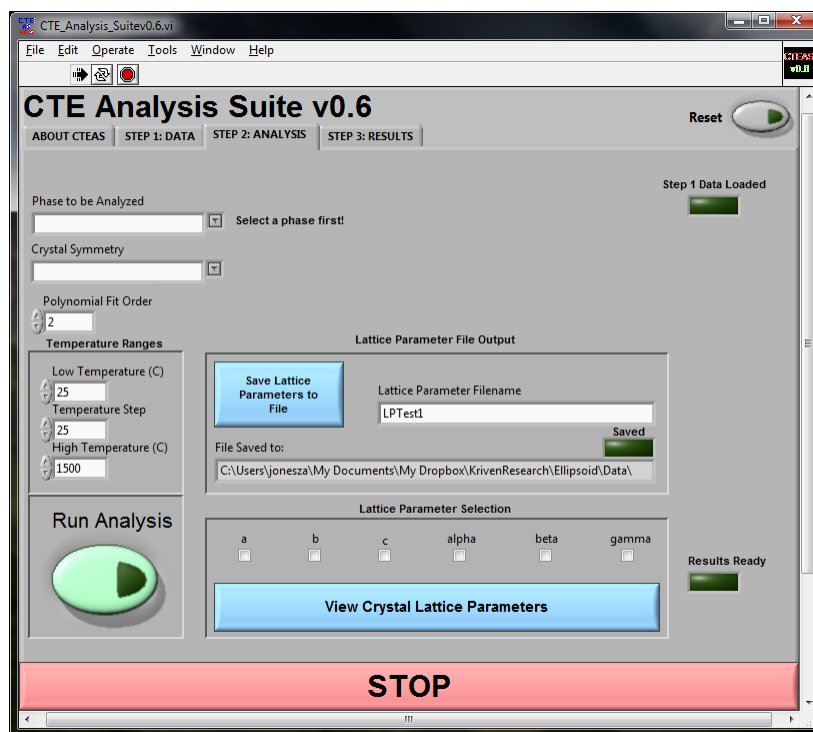 CTE_Analysis_Suitev0.6.vi
File Edit Operate Tools Window Help
CTEAS
v0.6
CTE Analysis Suite v0.6
Reset
ABOUT CTEAS STEP 1: DATA STEP 2: ANALYSIS STEP 3: RESULTS
Step 1 Data Loaded
Phase to be Analyzed
Select a phase first!
Crystal Symmetry
Polynomial Fit Order
2
Temperature Ranges
Low Temperature (C)
25
Temperature Step
25
High Temperature (C)
1500
Lattice Parameter File Output
Save Lattice
Parameters to
File
Lattice Parameter Filename
LPTest1
Saved
File Saved to:
C:\Users\jonesza\My Documents\My Dropbox\KrivenResearch\Ellipsoid\Data\
Run Analysis
Lattice Parameter Selection
a b c alpha beta gamma
View Crystal Lattice Parameters
Results Ready
STOP